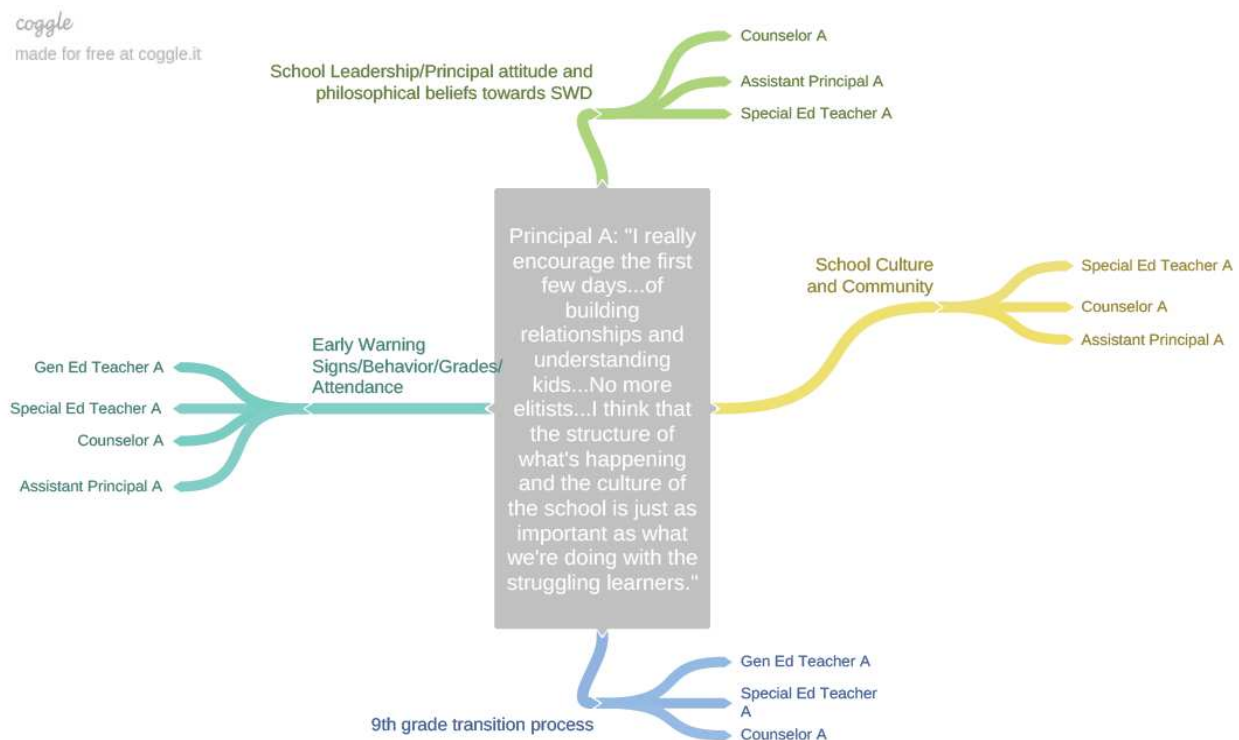 coggle
made for free at coggle.it
School Leadership/Principal attitude and
philosophical beliefs towards SWD
Counselor A
Assistant Principal A
Special Ed Teacher A
Principal A: "I really
encourage the first
few days...of
building
relationships and
understanding
kids...No more
elitists...I think that
the structure of
what's happening
and the culture of
the school is just as
important as what
we're doing with the
struggling learners."
School Culture
and Community
Special Ed Teacher A
Counselor A
Assistant Principal A
Early Warning
Signs/Behavior/Grades/
Attendance
Gen Ed Teacher A
Special Ed Teacher A
Counselor A
Assistant Principal A
9th grade transition process
Gen Ed Teacher A
Special Ed Teacher
A
Counselor A